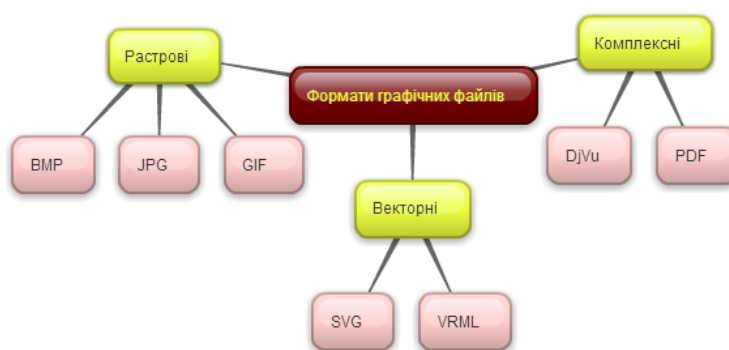 Формати графічних файлів
Растрові
BMP
JPG
GIF
Векторні
SVG
VRML
Комплексні
DjVu
PDF